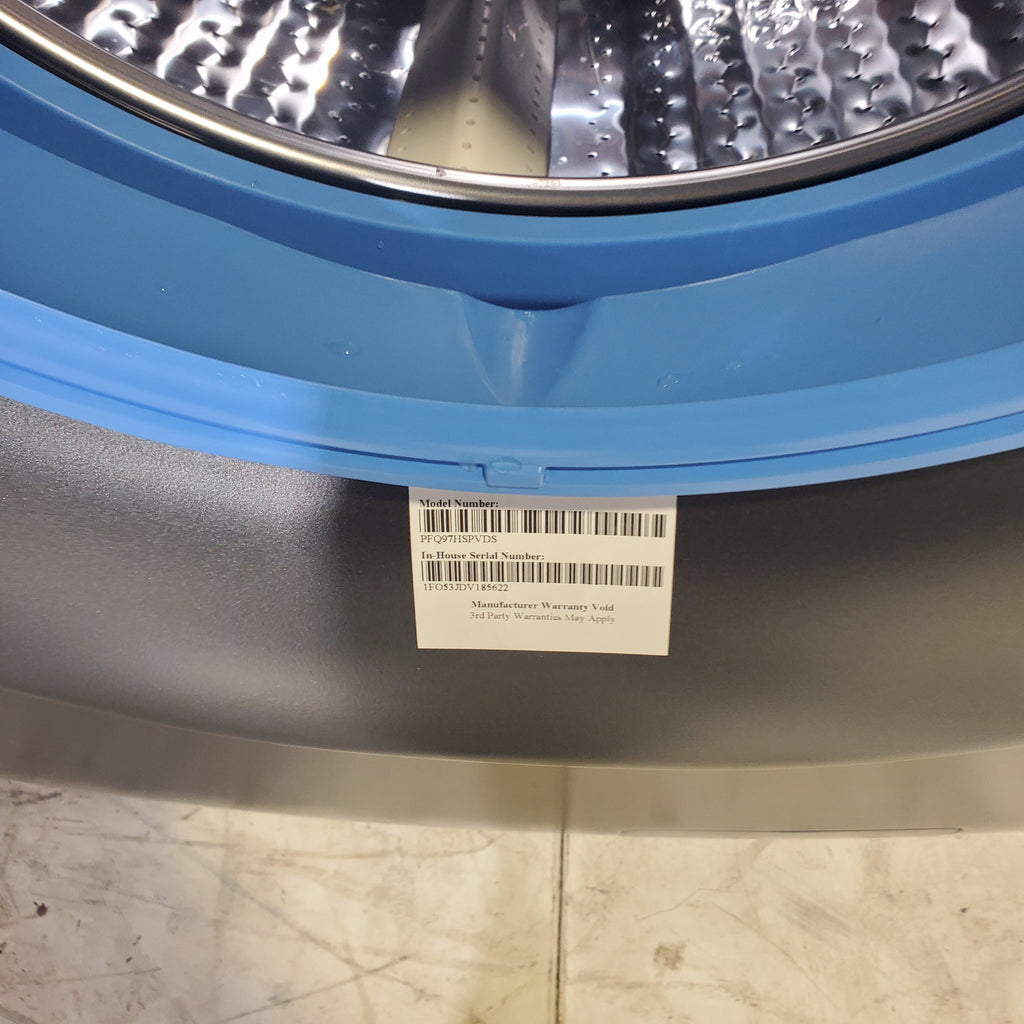 Model Number:
PFQ97HSPVDS
In-House Serial Number:
1FO53JDV185622
Manufacturer Warranty Void
3rd Party Warranties May Apply